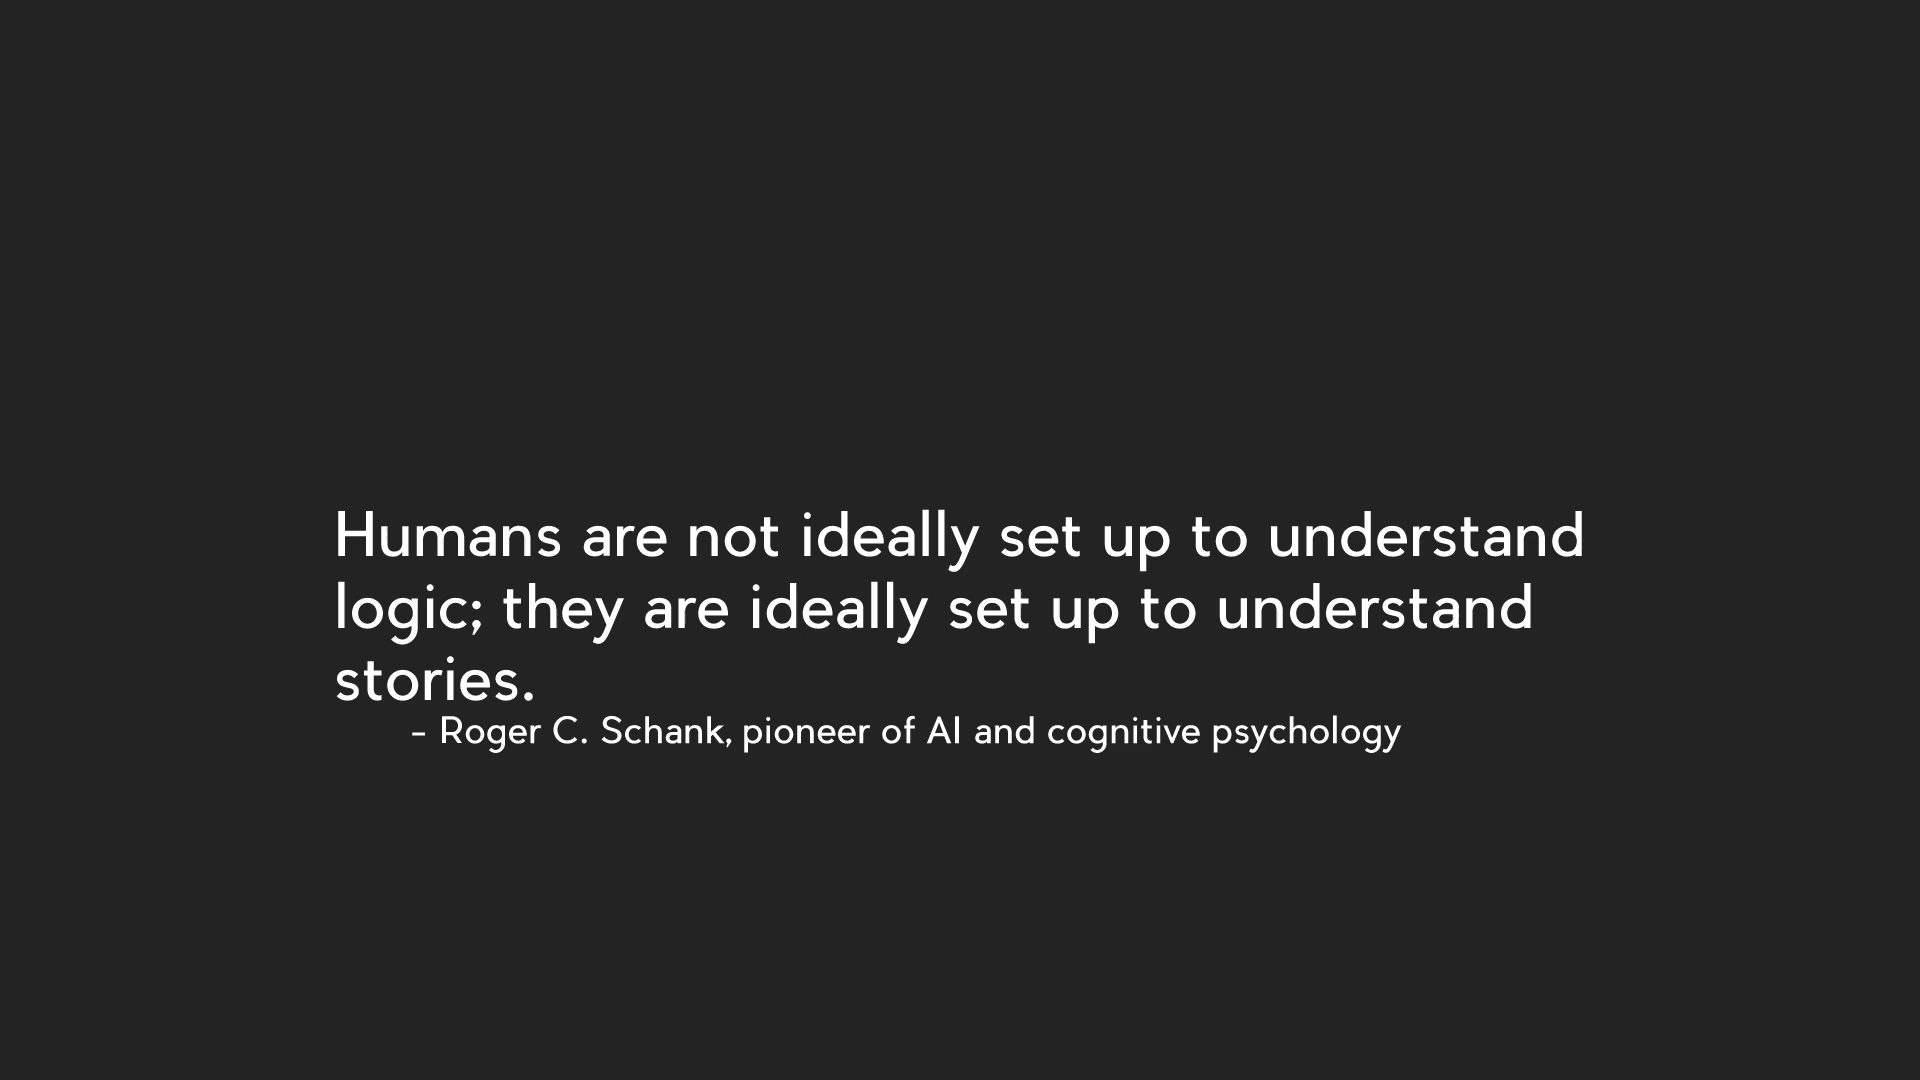 Humans are not ideally set up to understand
logic; they are ideally set up to understand
stories.
– Roger C. Schank, pioneer of AI and cognitive psychology